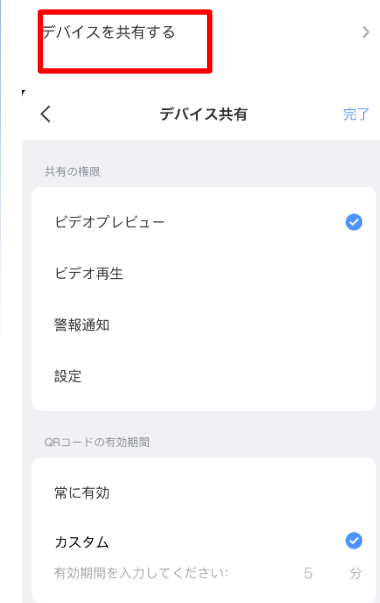 デバイスを共有する
デバイス共有 完了
共有の権限
ビデオプレビュー
ビデオ再生
警報通知
設定
QRコードの有効期間
常に有効
カスタム
有効期間を入力してください: 5 分